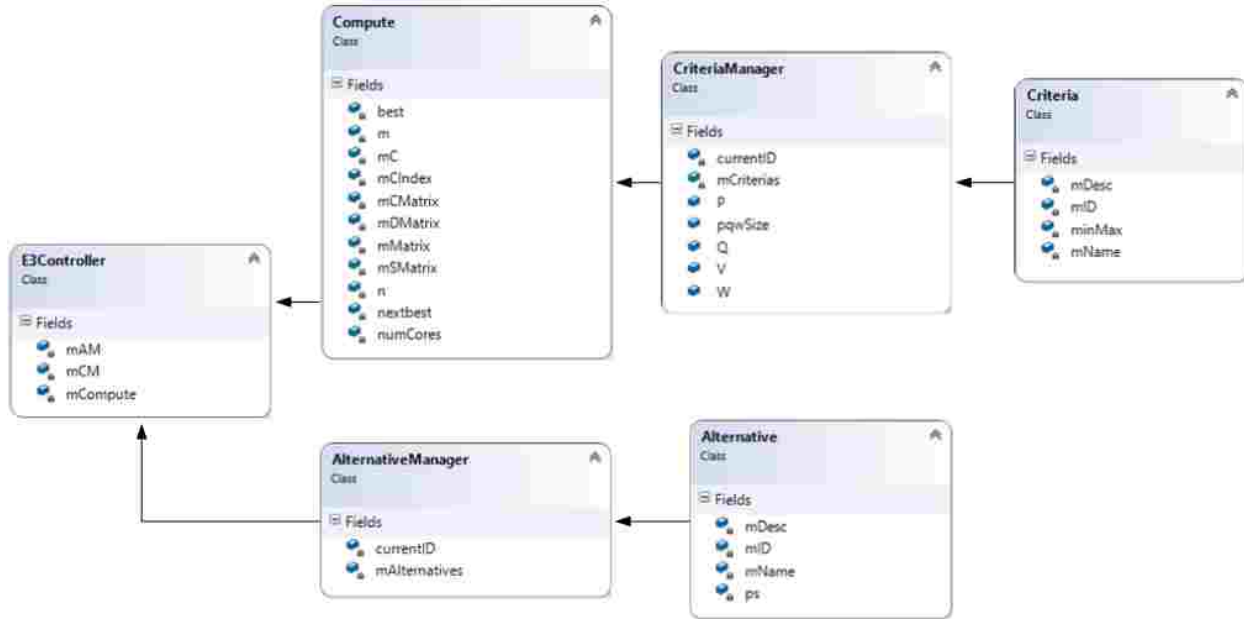 Compute
Class
Fields
best
m
mC
mCIndex
mCMatrix
mDMatrix
mMatrix
mSMatrix
n
nextbest
numCores
CriteriaManager
Class
Fields
currentID
mCriterias
P
pqwSize
Q
V
W
Criteria
Class
Fields
mDesc
mID
minMax
mName
E3Controller
Class
Fields
mAM
mCM
mCompute
AlternativeManager
Class
Fields
currentID
mAlternatives
Alternative
Class
Fields
mDesc
mID
mName
ps